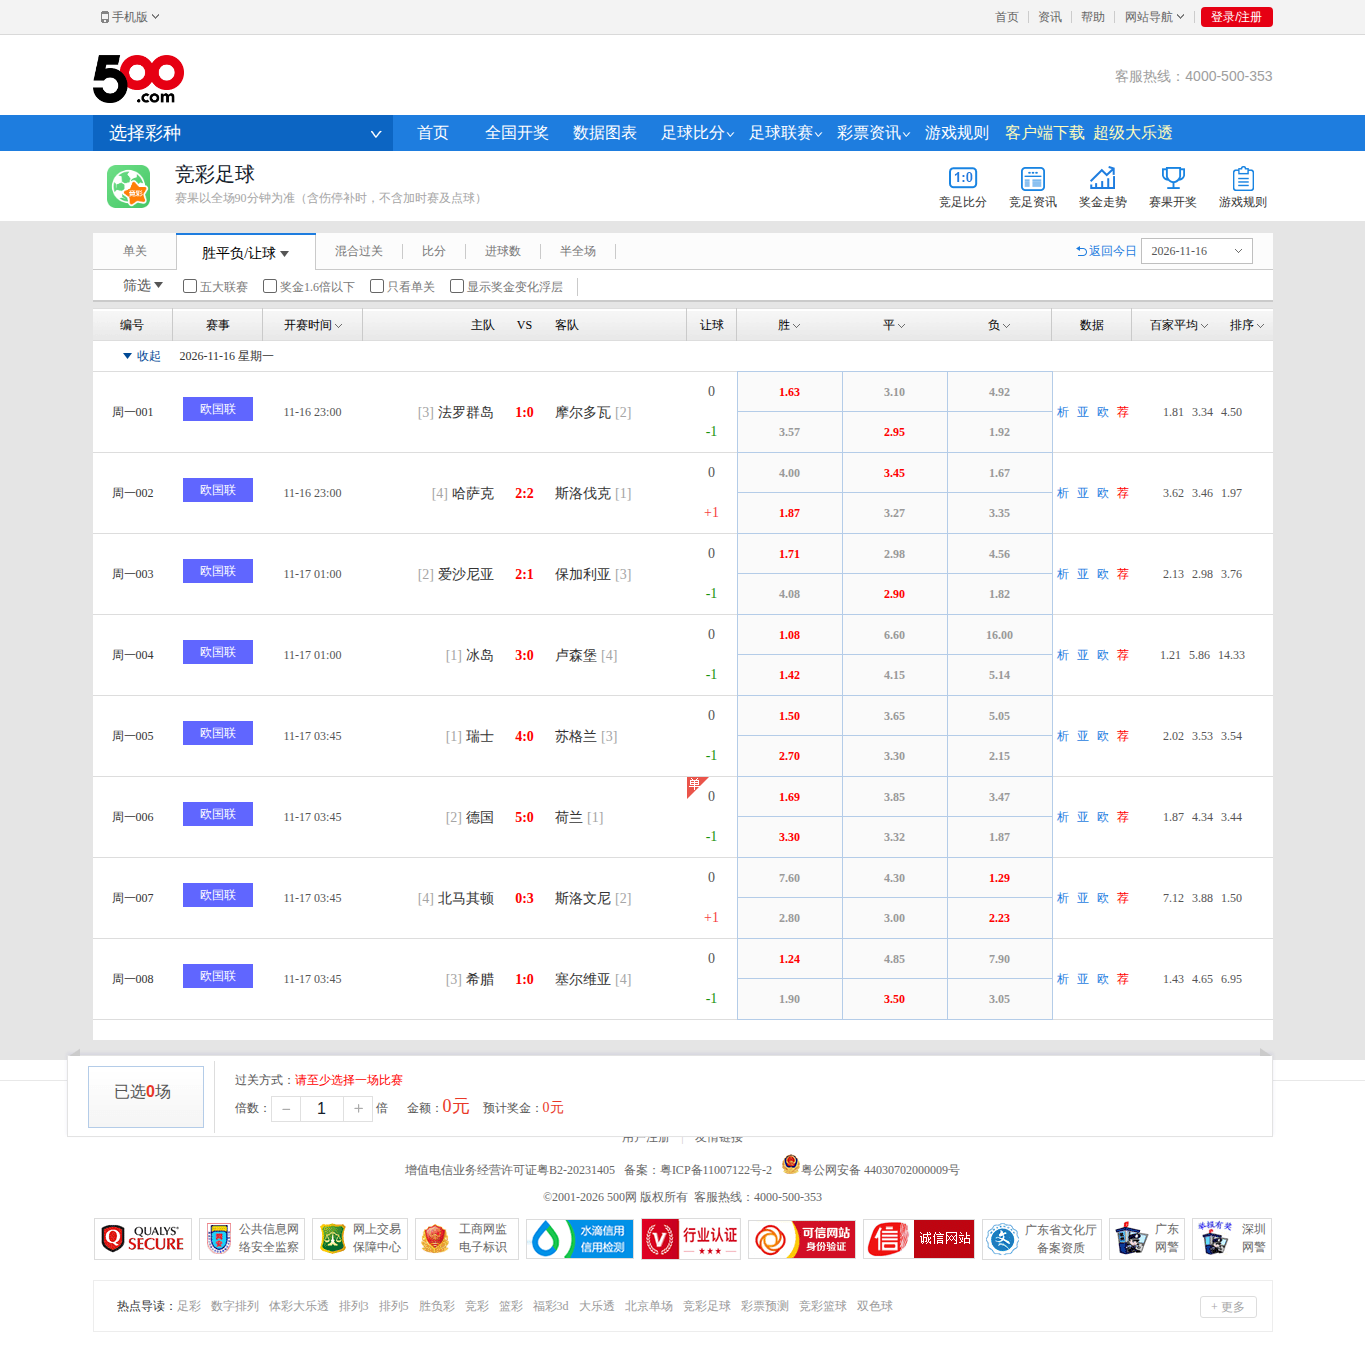 手机版
首页 资讯 帮助 网站导航 登录/注册
500.com
客服热线：4000-500-353
选择彩种 首页 全国开奖 数据图表 足球比分 足球联赛 彩票资讯 游戏规则 客户端下载 超级大乐透
竞彩足球
赛果以全场90分钟为准（含伤停补时，不含加时赛及点球）
1:0
竞足比分 竞足资讯 奖金走势 赛果开奖 游戏规则
单关 胜平负/让球 混合过关 比分 进球数 半全场 返回今日 2026-11-16
筛选 五大联赛 奖金1.6倍以下 只看单关 显示奖金变化浮层
编号 赛事 开赛时间 主队 VS 客队 让球 胜 平 负 数据 百家平均 排序
收起 2026-11-16 星期一
0 1.63 3.10 4.92
周一001 欧国联 11-16 23:00 [3] 法罗群岛 1:0 摩尔多瓦 [2] 析 亚 欧 荐 1.81 3.34 4.50
-1 3.57 2.95 1.92
0 4.00 3.45 1.67
周一002 欧国联 11-16 23:00 [4] 哈萨克 2:2 斯洛伐克 [1] 析 亚 欧 荐 3.62 3.46 1.97
+1 1.87 3.27 3.35
0 1.71 2.98 4.56
周一003 欧国联 11-17 01:00 [2] 爱沙尼亚 2:1 保加利亚 [3] 析 亚 欧 荐 2.13 2.98 3.76
-1 4.08 2.90 1.82
0 1.08 6.60 16.00
周一004 欧国联 11-17 01:00 [1] 冰岛 3:0 卢森堡 [4] 析 亚 欧 荐 1.21 5.86 14.33
-1 1.42 4.15 5.14
0 1.50 3.65 5.05
周一005 欧国联 11-17 03:45 [1] 瑞士 4:0 苏格兰 [3] 析 亚 欧 荐 2.02 3.53 3.54
-1 2.70 3.30 2.15
单 0 1.69 3.85 3.47
周一006 欧国联 11-17 03:45 [2] 德国 5:0 荷兰 [1] 析 亚 欧 荐 1.87 4.34 3.44
-1 3.30 3.32 1.87
0 7.60 4.30 1.29
周一007 欧国联 11-17 03:45 [4] 北马其顿 0:3 斯洛文尼 [2] 析 亚 欧 荐 7.12 3.88 1.50
+1 2.80 3.00 2.23
0 1.24 4.85 7.90
周一008 欧国联 11-17 03:45 [3] 希腊 1:0 塞尔维亚 [4] 析 亚 欧 荐 1.43 4.65 6.95
-1 1.90 3.50 3.05
已选0场
过关方式：请至少选择一场比赛
倍数： − 1 + 倍 金额：0元 预计奖金：0元
用户注册 友情链接
增值电信业务经营许可证粤B2-20231405 备案：粤ICP备11007122号-2 粤公网安备 44030702000009号
©2001-2026 500网 版权所有 客服热线：4000-500-353
QUALYS SECURE
公共信息网络安全监察
网上交易保障中心
工商网监电子标识
水滴信用 信用检测
行业认证
可信网站 身份验证
信 诚信网站
文 广东省文化厅备案资质
广东网警
深圳网警
热点导读：足彩 数字排列 体彩大乐透 排列3 排列5 胜负彩 竞彩 篮彩 福彩3d 大乐透 北京单场 竞彩足球 彩票预测 竞彩篮球 双色球 + 更多